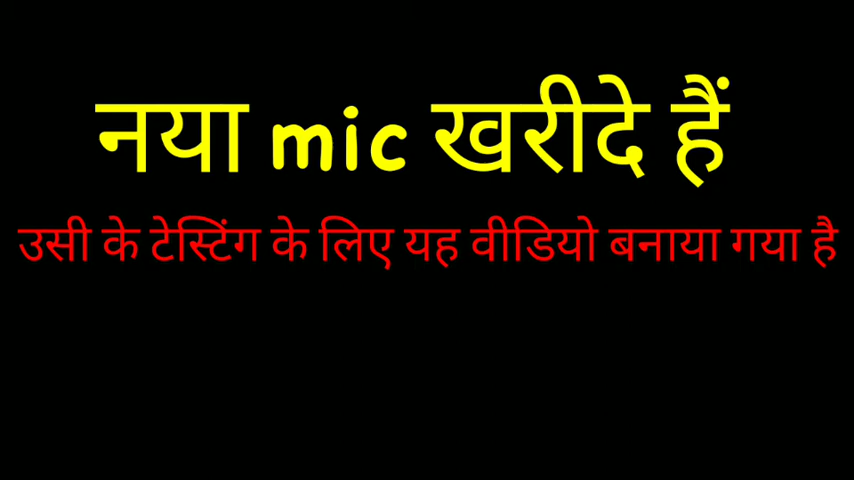 नया mic खरीदे हैं
उसी के टेस्टिंग के लिए यह वीडियो बनाया गया है